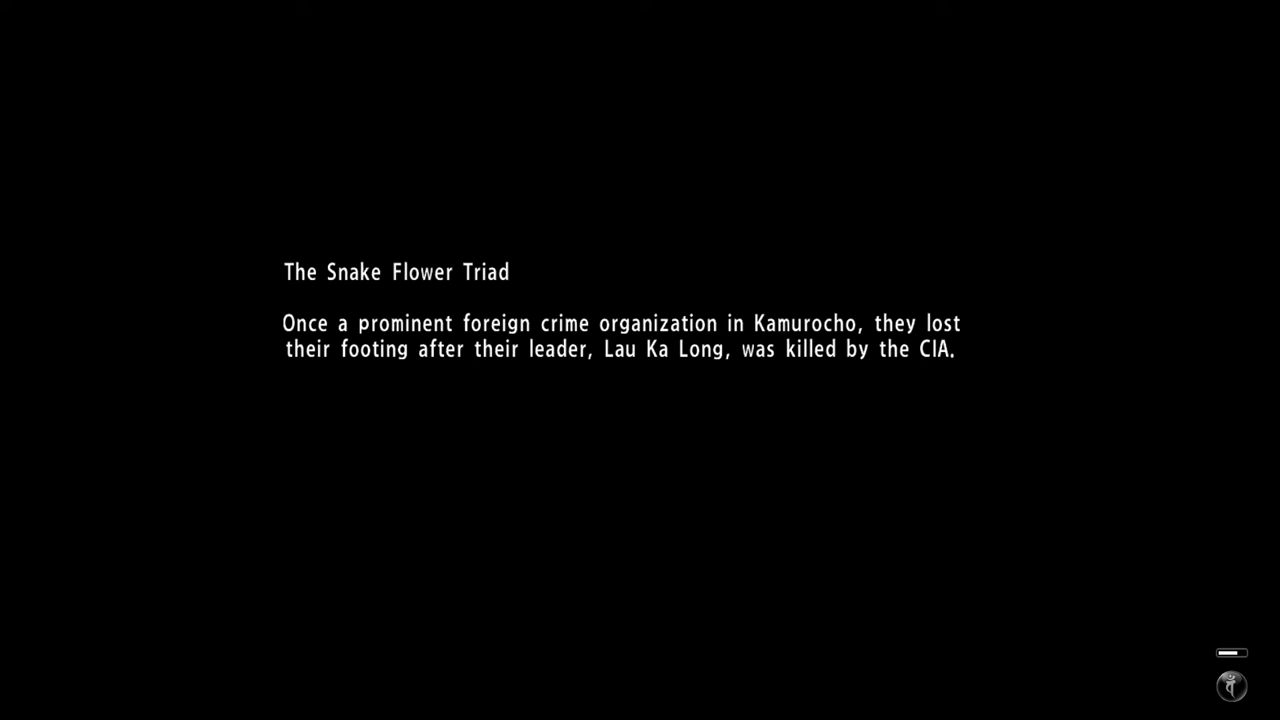 The Snake Flower Triad
Once a prominent foreign crime organization in Kamurocho, they lost
their footing after their leader, Lau Ka Long, was killed by the CIA.